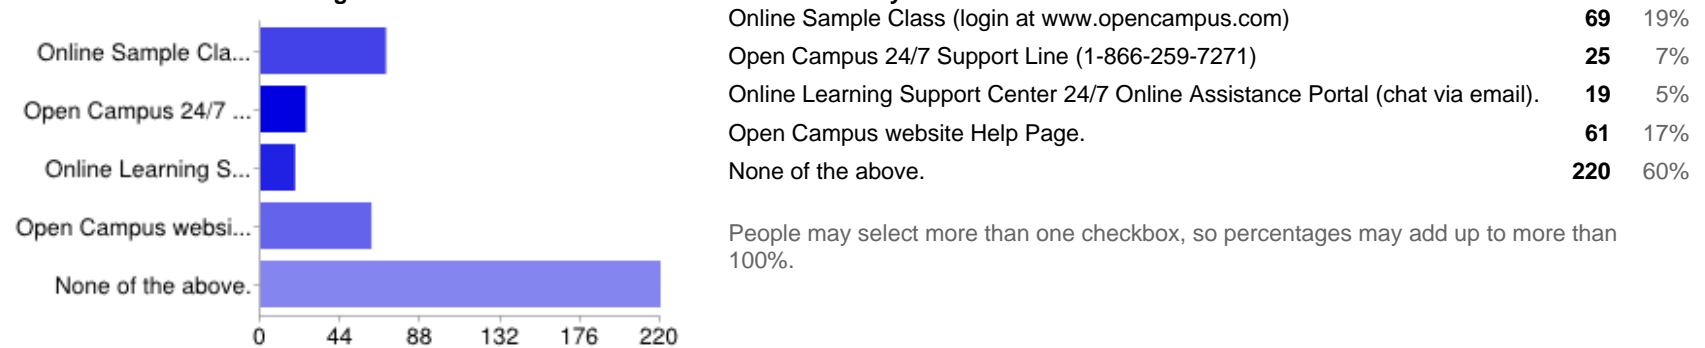 Online Sample Cla...
Open Campus 24/7 ...
Online Learning S...
Open Campus websi...
None of the above.
0 44 88 132 176 220
Online Sample Class (login at www.opencampus.com) 69 19%
Open Campus 24/7 Support Line (1-866-259-7271) 25 7%
Online Learning Support Center 24/7 Online Assistance Portal (chat via email). 19 5%
Open Campus website Help Page. 61 17%
None of the above. 220 60%
People may select more than one checkbox, so percentages may add up to more than
100%.